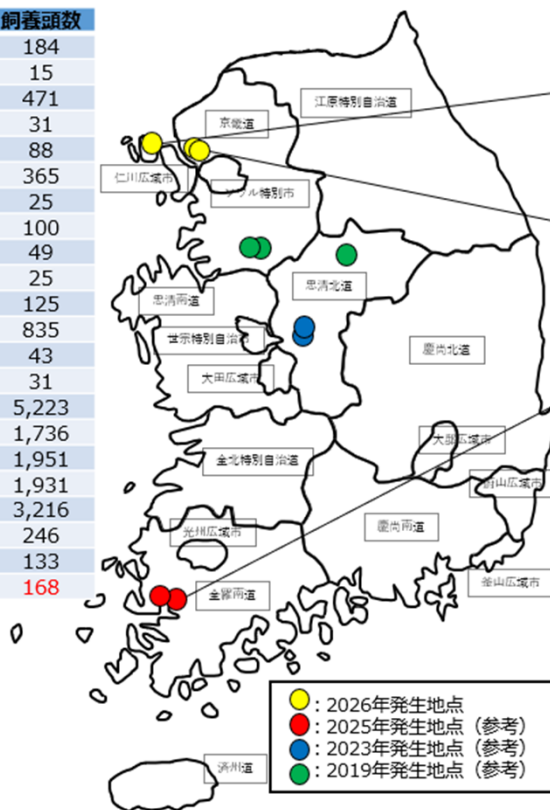 飼養頭数
184
15
471
31
88
365
25
100
49
25
125
835
43
31
5,223
1,736
1,951
1,931
3,216
246
133
168
江原特別自治道
京畿道
仁川広域市
ソウル特別市
忠清北道
忠清南道
世宗特別自治市
大田広域市
慶尚北道
大邱広域市
全北特別自治道
蔚山広域市
光州広域市
慶尚南道
釜山広域市
全羅南道
済州道
：2026年発生地点
：2025年発生地点（参考）
：2023年発生地点（参考）
：2019年発生地点（参考）